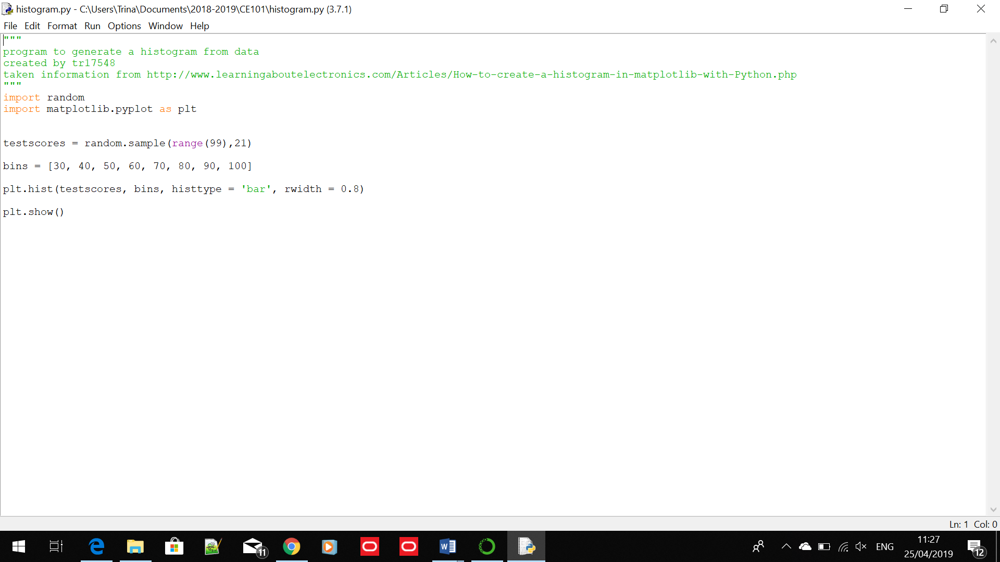 histogram.py - C:\Users\Trina\Documents\2018-2019\CE101\histogram.py (3.7.1)
File Edit Format Run Options Window Help
"""
program to generate a histogram from data
created by tr17548
taken information from http://www.learningaboutelectronics.com/Articles/How-to-create-a-histogram-in-matplotlib-with-Python.php
"""
import random
import matplotlib.pyplot as plt
testscores = random.sample(range(99),21)
bins = [30, 40, 50, 60, 70, 80, 90, 100]
plt.hist(testscores, bins, histtype = 'bar', rwidth = 0.8)
plt.show()
Ln: 1 Col: 0
11
W
ENG
11:27
25/04/2019
12